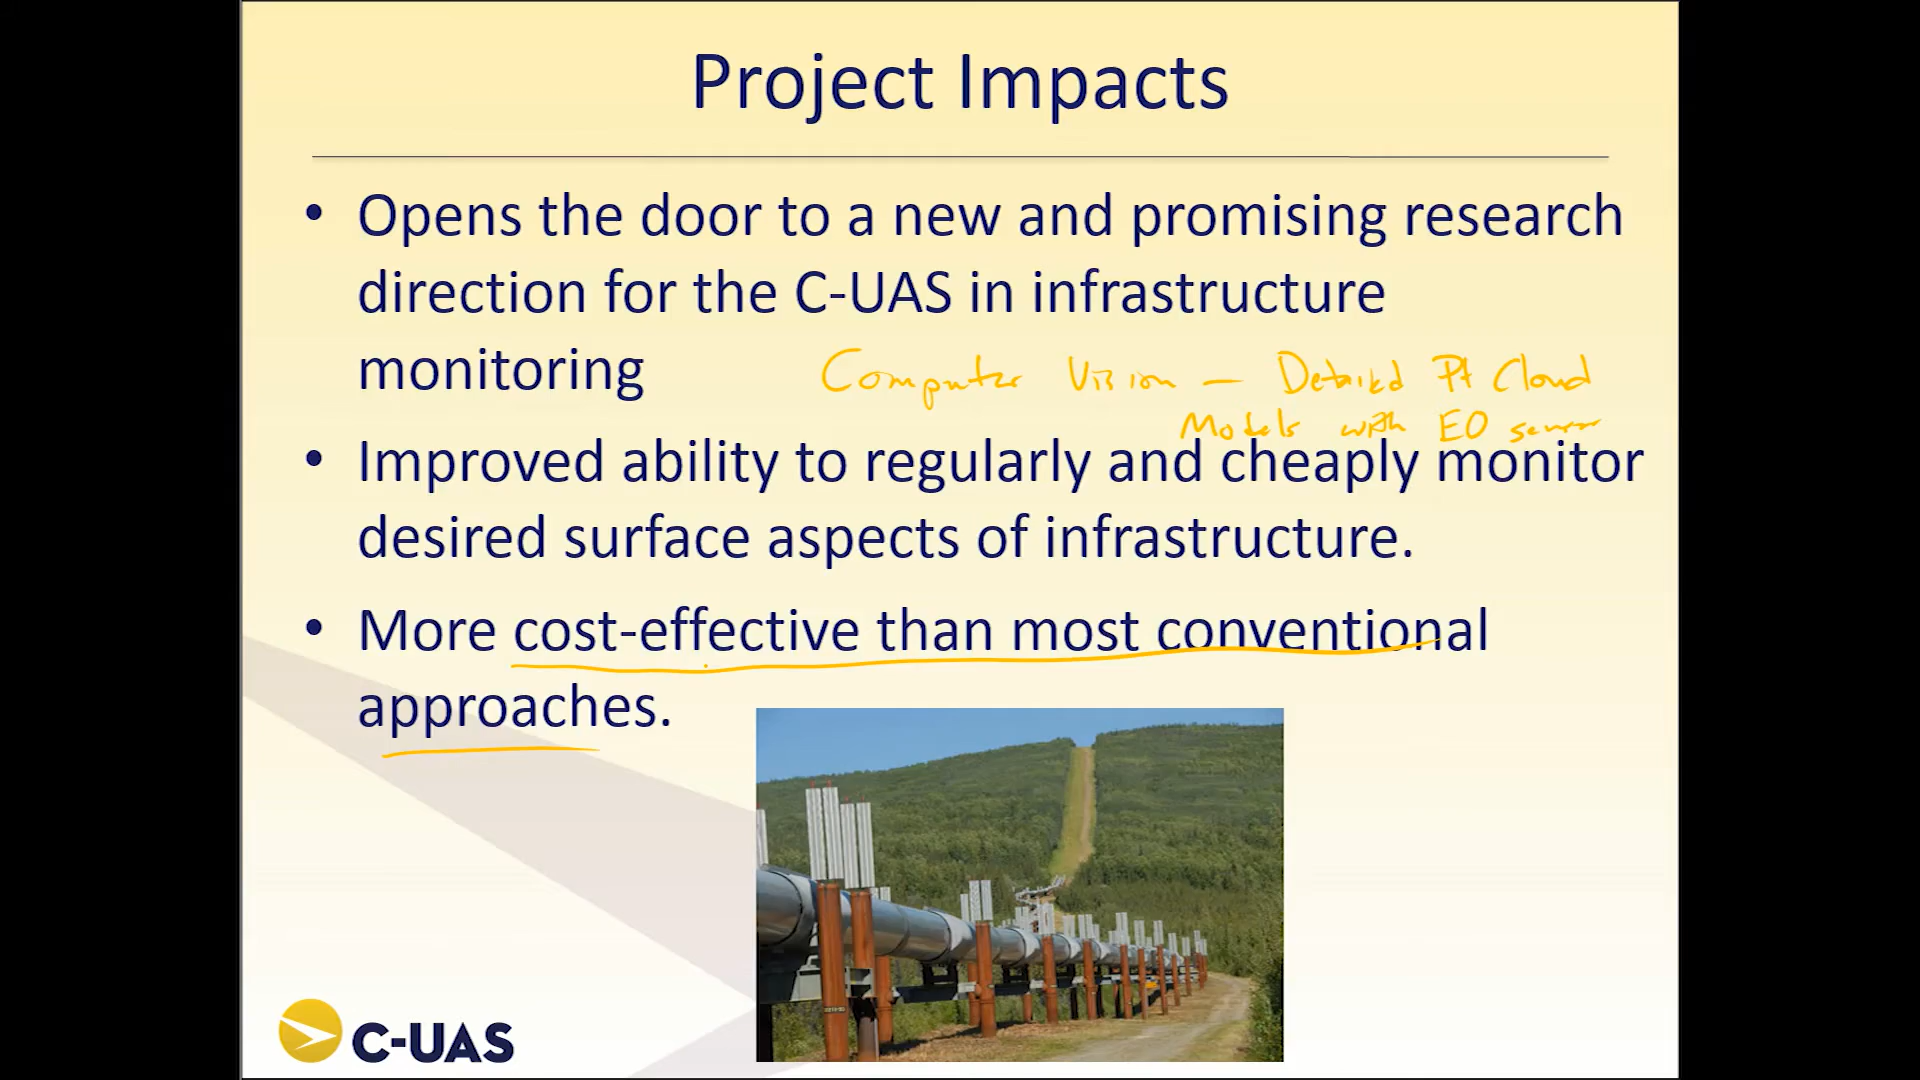 Project Impacts
• Opens the door to a new and promising research
direction for the C-UAS in infrastructure
monitoring
Computer Vision — Detailed Pt Cloud
Models with EO sensor
• Improved ability to regularly and cheaply monitor
desired surface aspects of infrastructure.
• More cost-effective than most conventional
approaches.
C-UAS